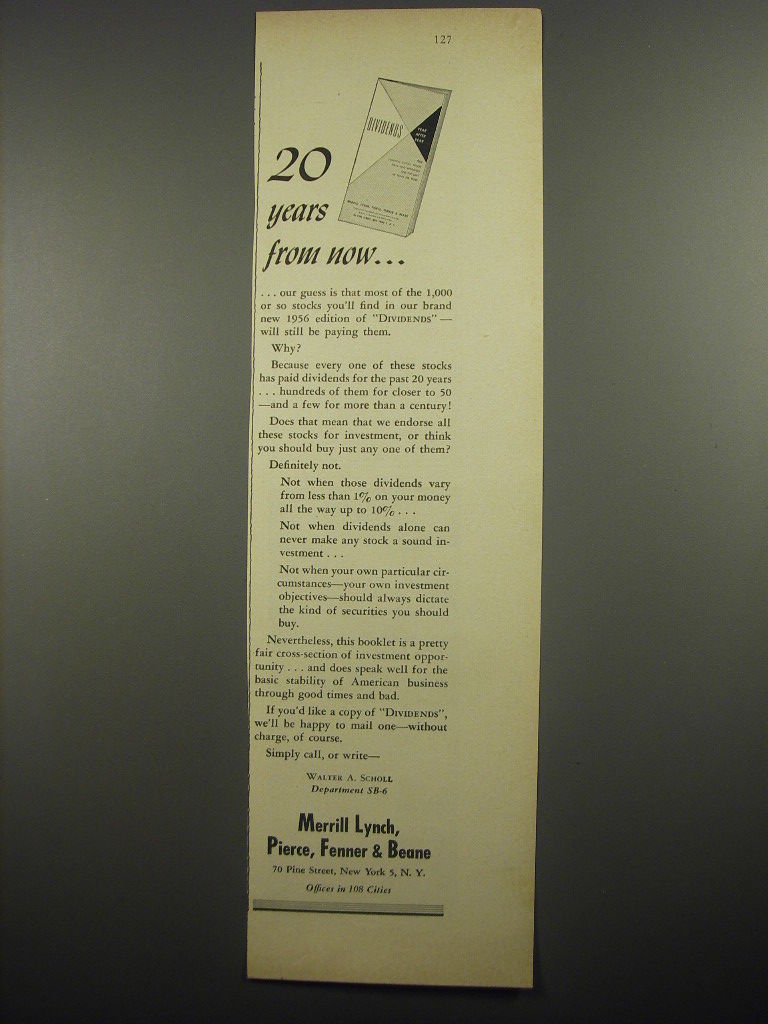 127
DIVIDENDS
YEAR
AFTER
YEAR
20
years
from now...
... our guess is that most of the 1,000
or so stocks you'll find in our brand
new 1956 edition of "DIVIDENDS" —
will still be paying them.
Why?
Because every one of these stocks
has paid dividends for the past 20 years
... hundreds of them for closer to 50
—and a few for more than a century!
Does that mean that we endorse all
these stocks for investment, or think
you should buy just any one of them?
Definitely not.
Not when those dividends vary
from less than 1% on your money
all the way up to 10% ...
Not when dividends alone can
never make any stock a sound in-
vestment ...
Not when your own particular cir-
cumstances—your own investment
objectives—should always dictate
the kind of securities you should
buy.
Nevertheless, this booklet is a pretty
fair cross-section of investment oppor-
tunity ... and does speak well for the
basic stability of American business
through good times and bad.
If you'd like a copy of "DIVIDENDS",
we'll be happy to mail one—without
charge, of course.
Simply call, or write—
WALTER A. SCHOLL
Department SB-6
Merrill Lynch,
Pierce, Fenner & Beane
70 Pine Street, New York 5, N. Y.
Offices in 108 Cities